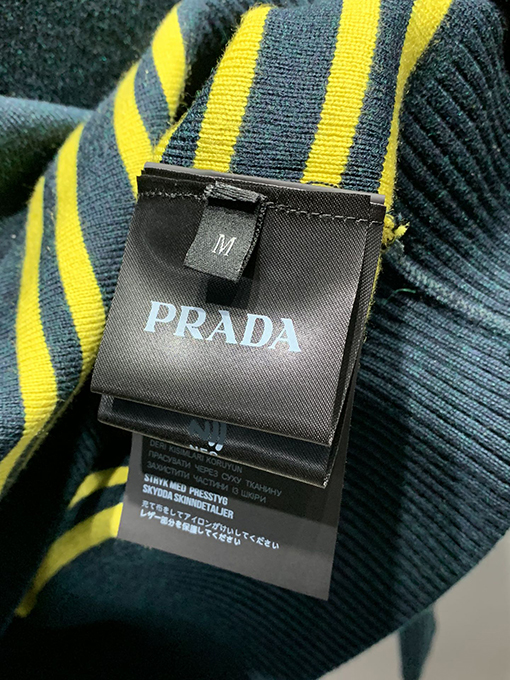 M
PRADA
DERİ KISIMLARI KORUYUN
ПРАСУВАТИ ЧЕРЕЗ СУХУ ТКАНИНУ
ЗАХИСТИТИ ЧАСТИНИ ІЗ ШКІРИ
STRYK MED PRESSTYG
SKYDDA SKINNDETALJER
当て布をしてアイロンがけしてください
レザー部分を保護してください